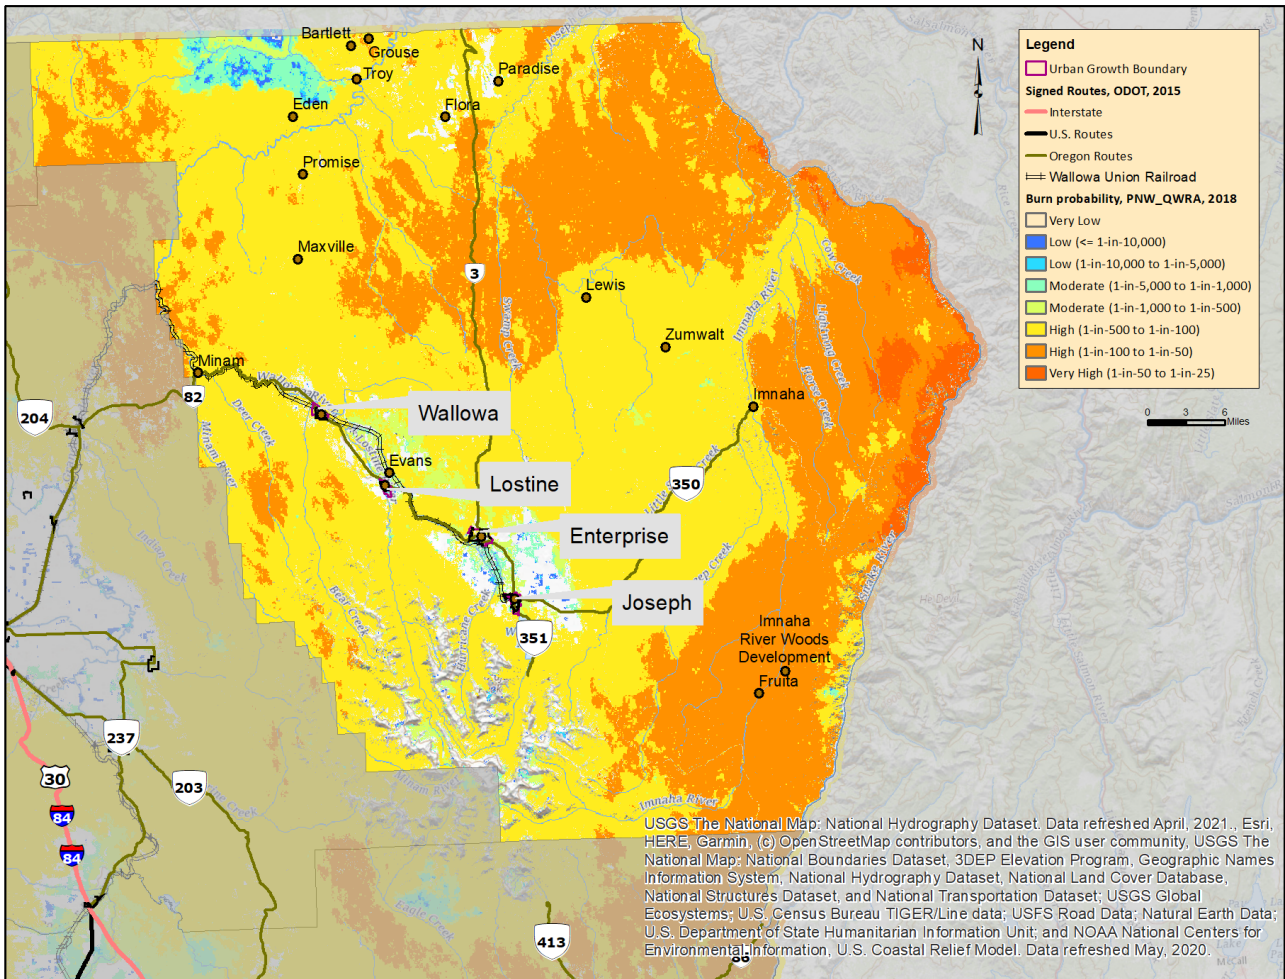 Bartlett
Grouse
Troy
Paradise
Eden
Flora
Promise
Maxville
3
Lewis
Zumwalt
Imnaha
Minam
82
204
Wallowa
Evans
Lostine
Enterprise
Joseph
350
351
Imnaha
River Woods
Development
Fruita
237
203
30
84
84
413
86
Joseph
Swamp Creek
Imnaha River
Cow Creek
Lightning Creek
Horse Creek
Deer Creek
Minam River
Bear Creek
Hurricane Creek
Snake River
Imnaha River
Indian Creek
Minam River
Eagle Creek
N
Legend
Urban Growth Boundary
Signed Routes, ODOT, 2015
Interstate
U.S. Routes
Oregon Routes
Wallowa Union Railroad
Burn probability, PNW_QWRA, 2018
Very Low
Low (<= 1-in-10,000)
Low (1-in-10,000 to 1-in-5,000)
Moderate (1-in-5,000 to 1-in-1,000)
Moderate (1-in-1,000 to 1-in-500)
High (1-in-500 to 1-in-100)
High (1-in-100 to 1-in-50)
Very High (1-in-50 to 1-in-25)
0 3 6
Miles
USGS The National Map: National Hydrography Dataset. Data refreshed April, 2021., Esri,
HERE, Garmin, (c) OpenStreetMap contributors, and the GIS user community, USGS The
National Map: National Boundaries Dataset, 3DEP Elevation Program, Geographic Names
Information System, National Hydrography Dataset, National Land Cover Database,
National Structures Dataset, and National Transportation Dataset; USGS Global
Ecosystems; U.S. Census Bureau TIGER/Line data; USFS Road Data; Natural Earth Data;
U.S. Department of State Humanitarian Information Unit; and NOAA National Centers for
Environmental Information, U.S. Coastal Relief Model. Data refreshed May, 2020.
McCall